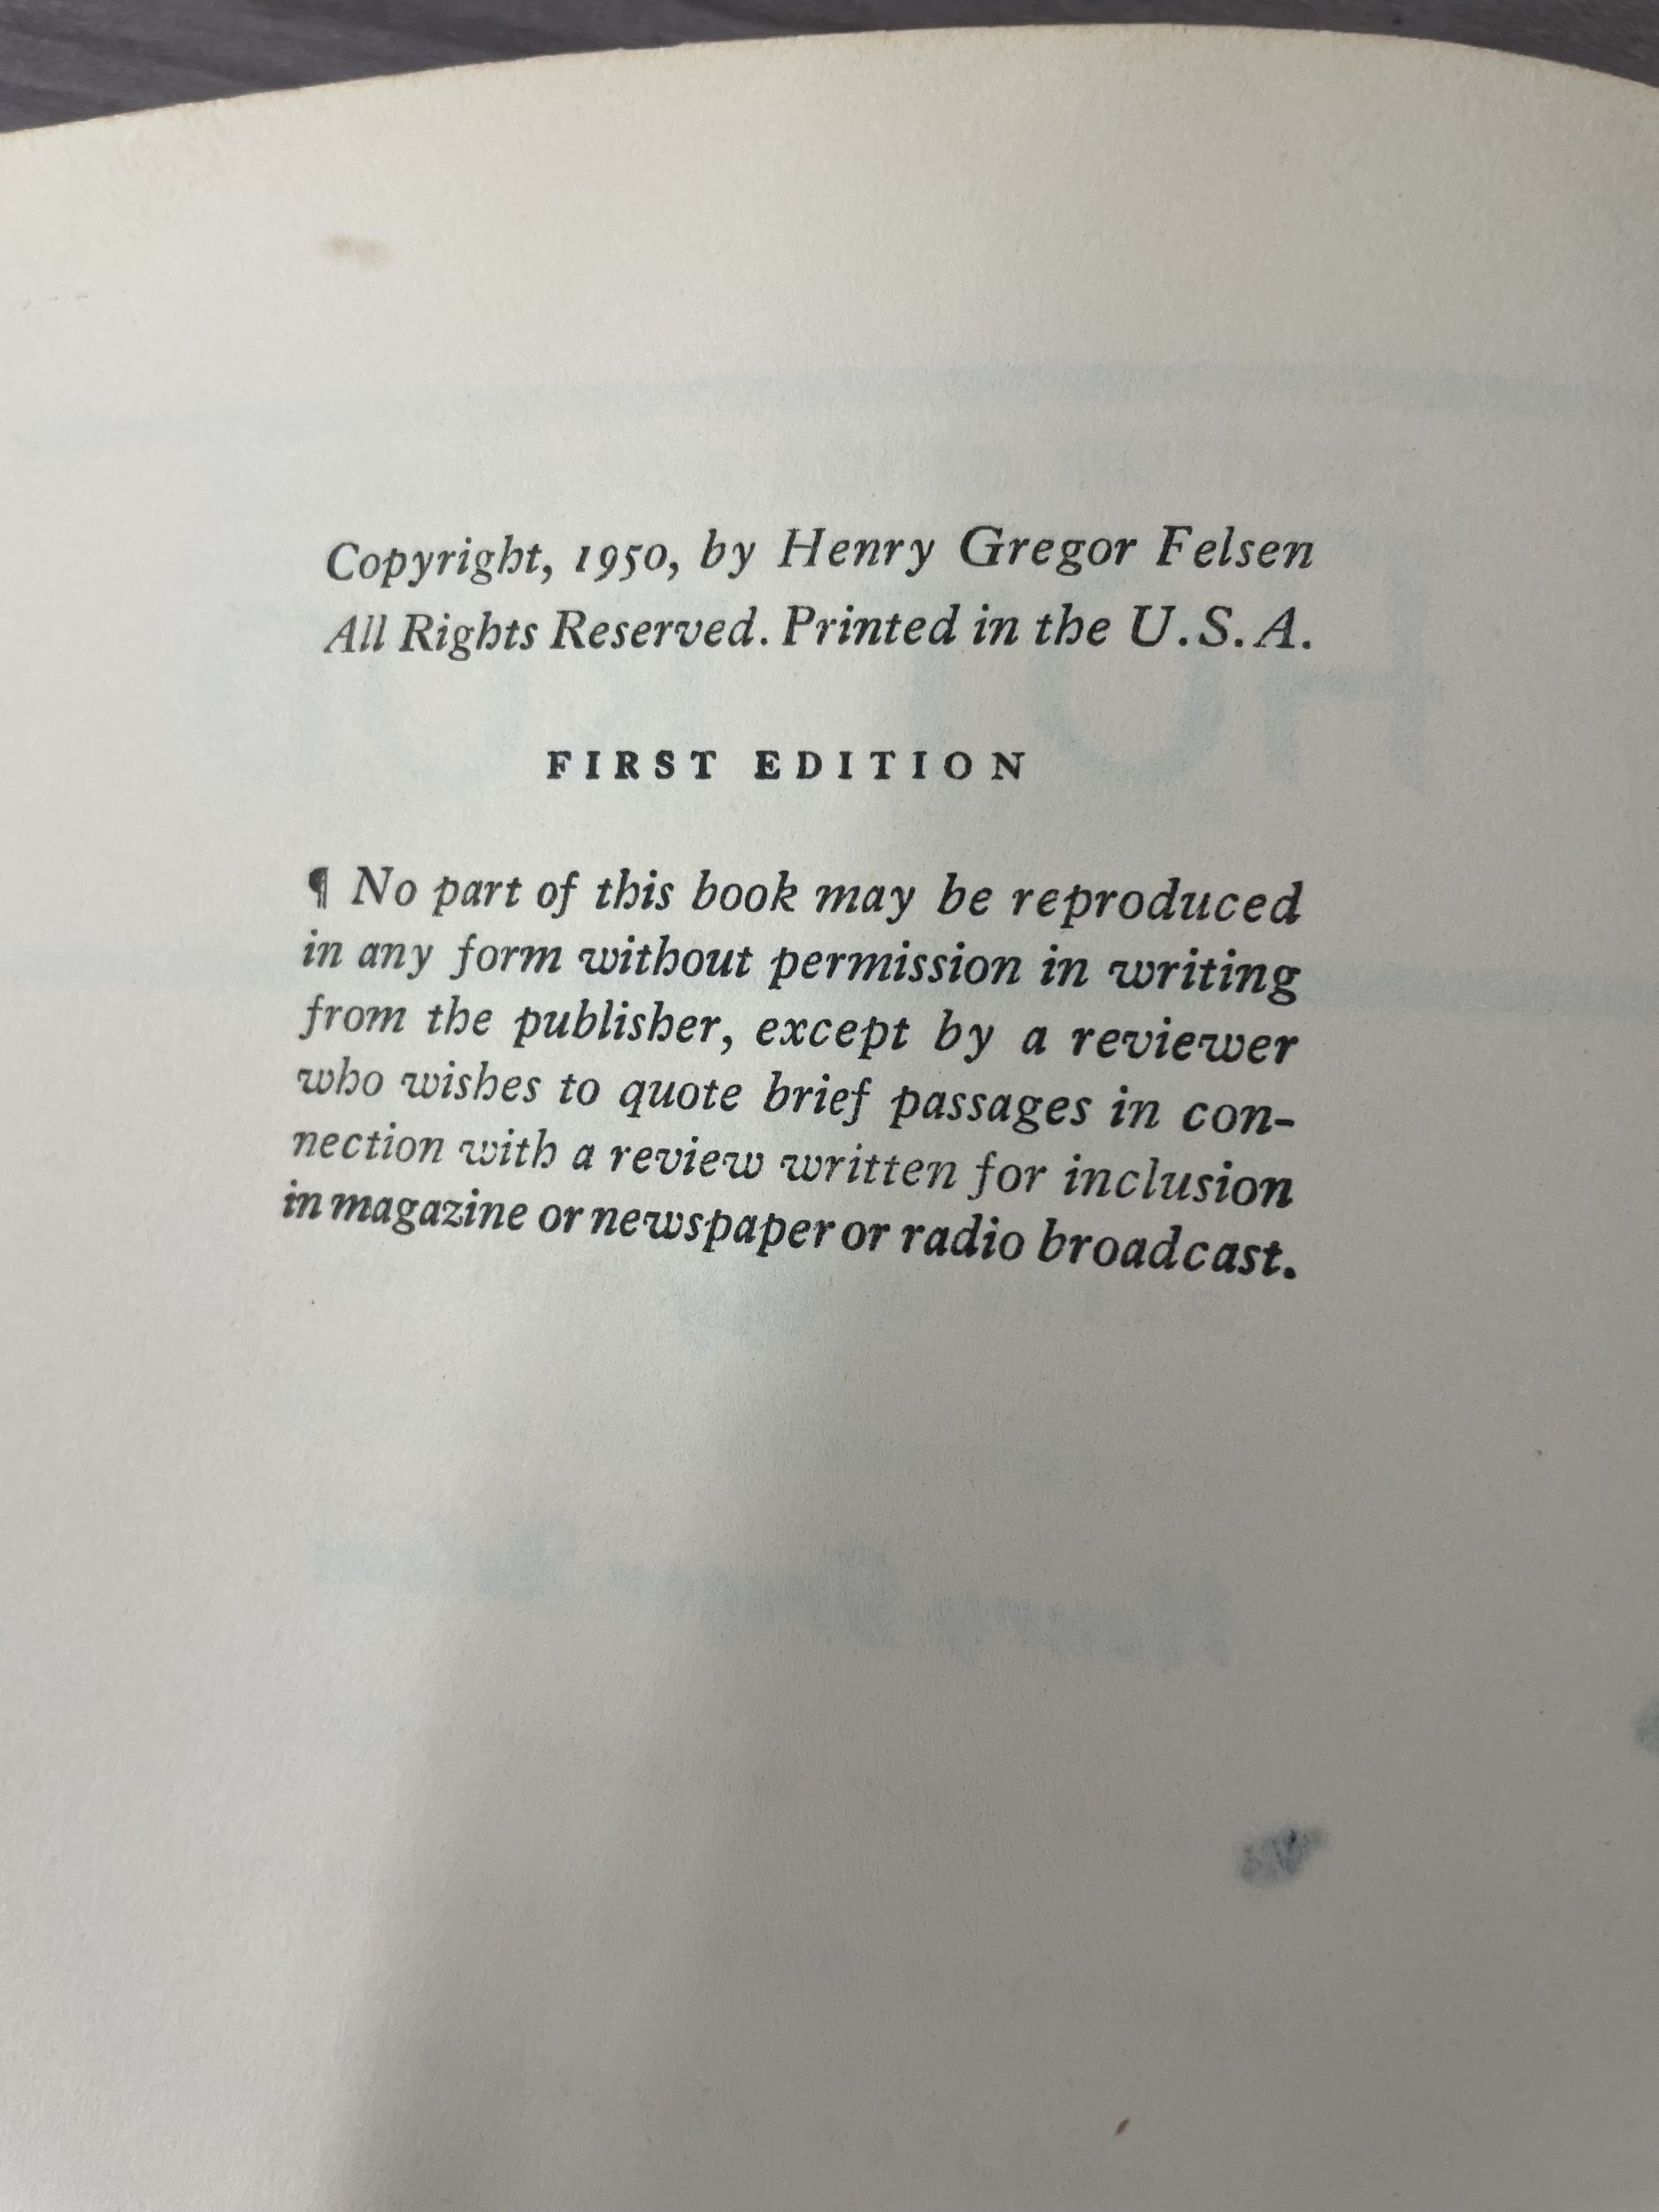 Copyright, 1950, by Henry Gregor Felsen
All Rights Reserved. Printed in the U.S.A.
FIRST EDITION
¶ No part of this book may be reproduced
in any form without permission in writing
from the publisher, except by a reviewer
who wishes to quote brief passages in con-
nection with a review written for inclusion
in magazine or newspaper or radio broadcast.